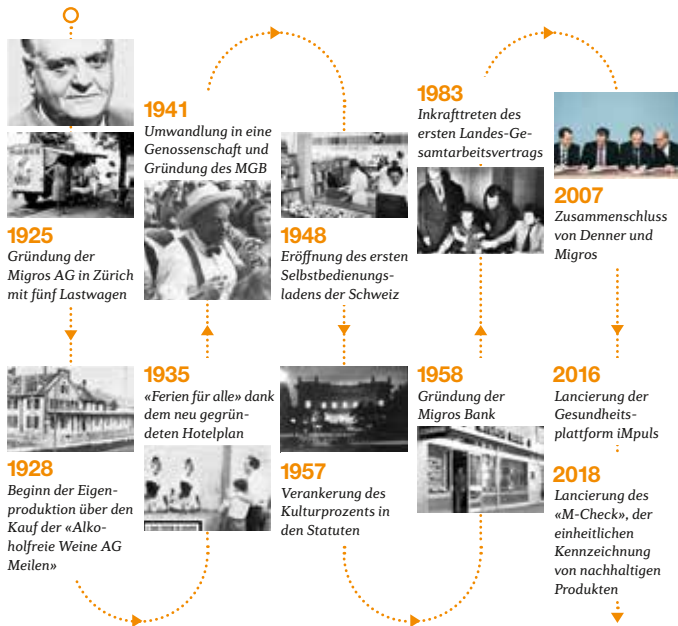 1925
Gründung der
Migros AG in Zürich
mit fünf Lastwagen
1928
Beginn der Eigen-
produktion über den
Kauf der «Alko-
holfreie Weine AG
Meilen»
1935
«Ferien für alle» dank
dem neu gegrün-
deten Hotelplan
1941
Umwandlung in eine
Genossenschaft und
Gründung des MGB
1948
Eröffnung des ersten
Selbstbedienungs-
ladens der Schweiz
1957
Verankerung des
Kulturprozents in
den Statuten
1958
Gründung der
Migros Bank
1983
Inkrafttreten des
ersten Landes-Ge-
samtarbeitsvertrags
2007
Zusammenschluss
von Denner und
Migros
2016
Lancierung der
Gesundheits-
plattform iMpuls
2018
Lancierung des
«M-Check», der
einheitlichen
Kennzeichnung
von nachhaltigen
Produkten